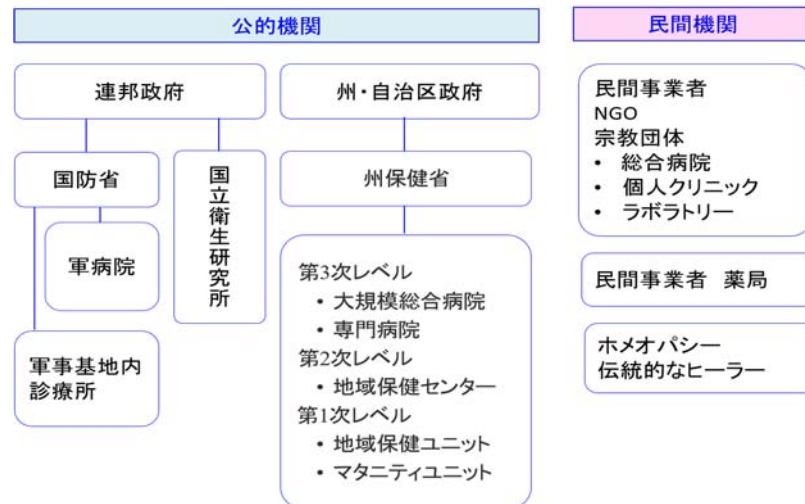 公的機関
民間機関
連邦政府
州・自治区政府
国防省
国立衛生研究所
州保健省
軍病院
軍事基地内
診療所
第3次レベル
・大規模総合病院
・専門病院
第2次レベル
・地域保健センター
第1次レベル
・地域保健ユニット
・マタニティユニット
民間事業者
NGO
宗教団体
• 総合病院
• 個人クリニック
• ラボラトリー
民間事業者 薬局
ホメオパシー
伝統的なヒーラー